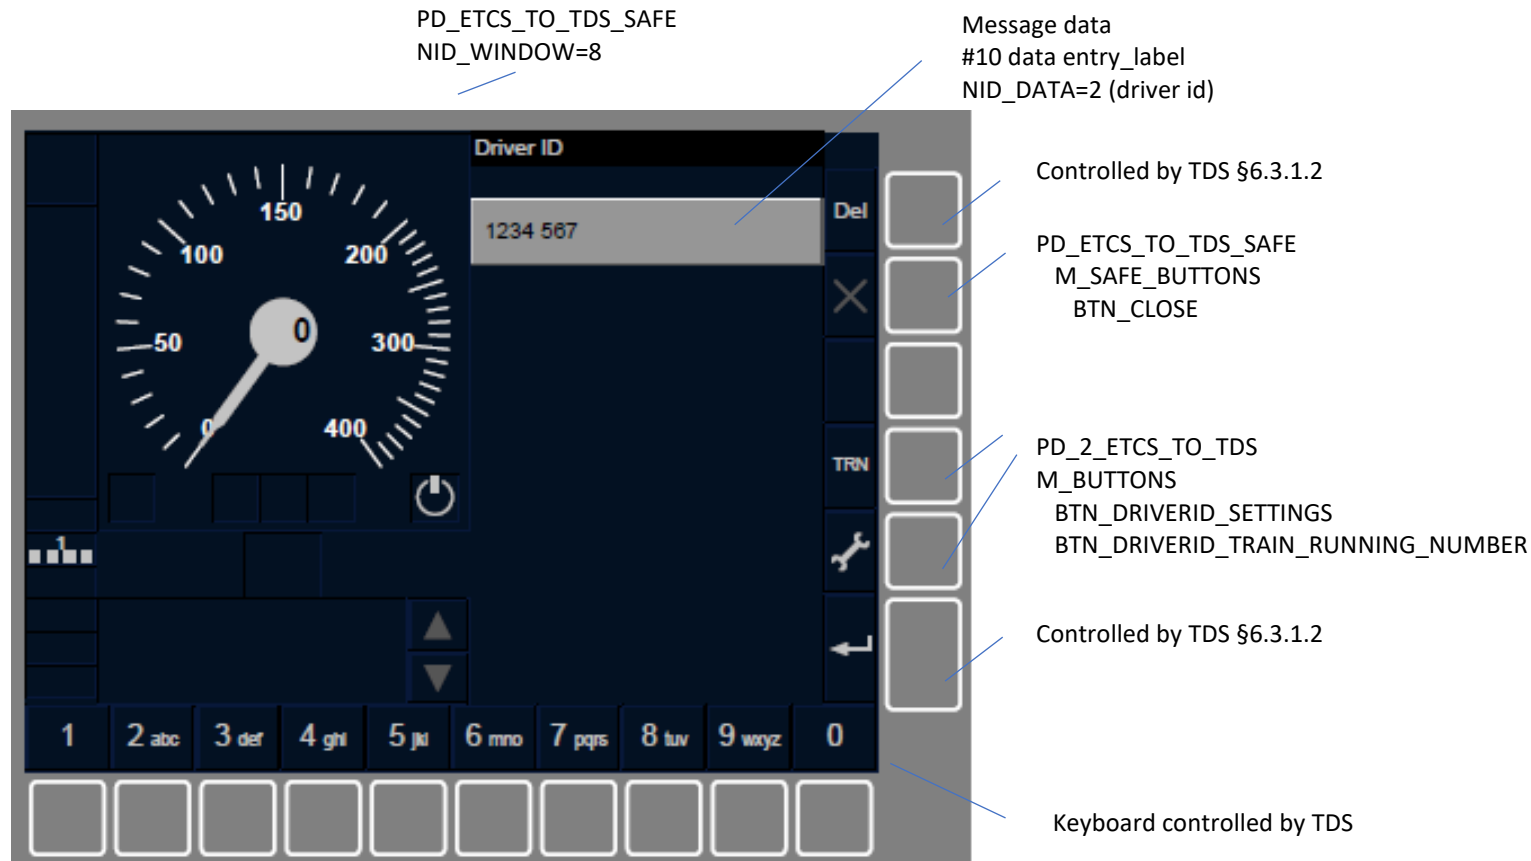 PD_ETCS_TO_TDS_SAFE
NID_WINDOW=8
Message data
#10 data entry_label
NID_DATA=2 (driver id)
Driver ID
1234 567
Del
Controlled by TDS §6.3.1.2
PD_ETCS_TO_TDS_SAFE
M_SAFE_BUTTONS
BTN_CLOSE
0
50
100
150
200
300
400
0
TRN
PD_2_ETCS_TO_TDS
M_BUTTONS
BTN_DRIVERID_SETTINGS
BTN_DRIVERID_TRAIN_RUNNING_NUMBER
1
Controlled by TDS §6.3.1.2
1 2 abc 3 def 4 ghi 5 jkl 6 mno 7 pqrs 8 tuv 9 wxyz 0
Keyboard controlled by TDS